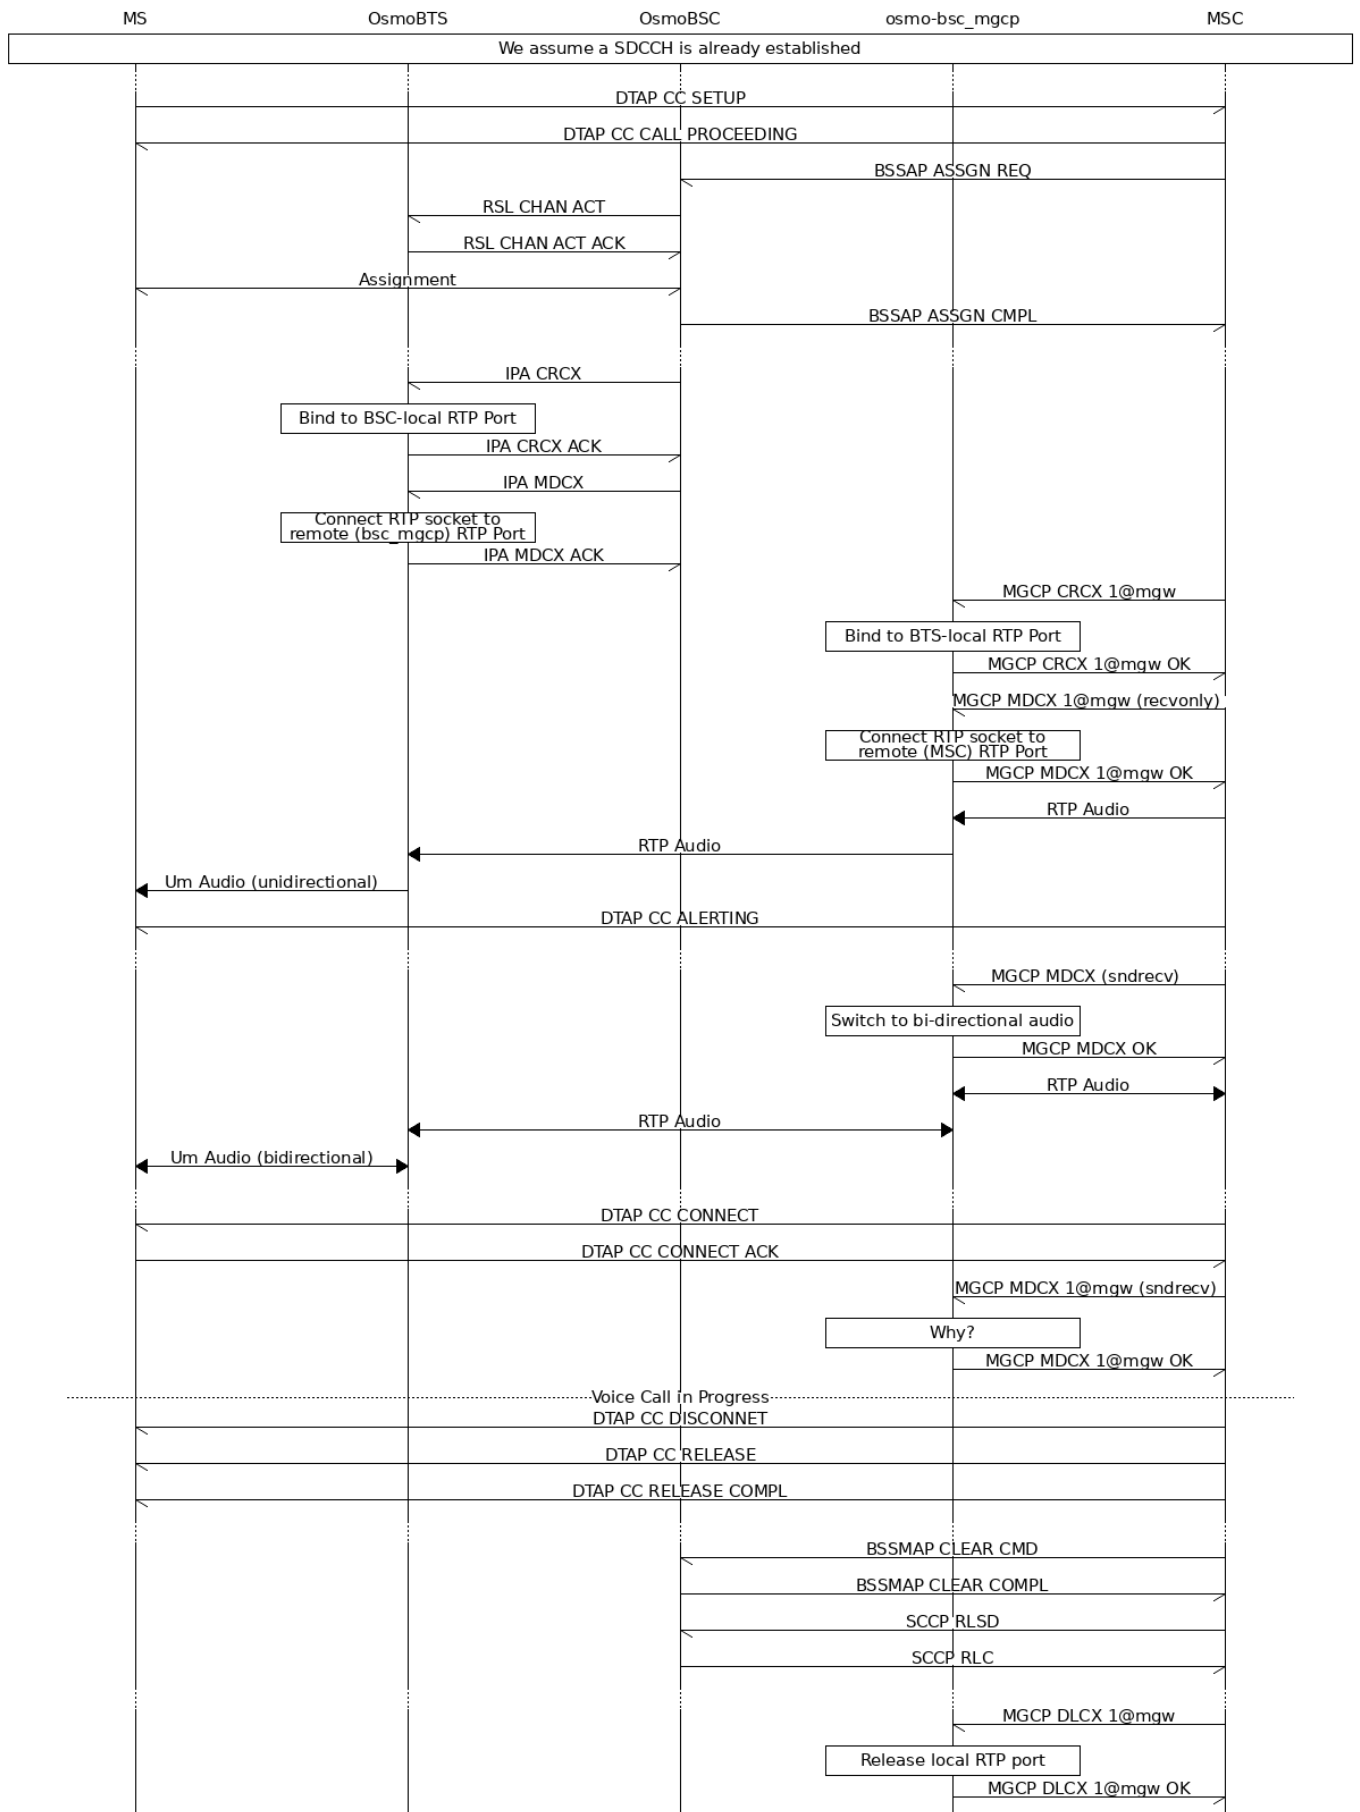 MS OsmoBTS OsmoBSC osmo-bsc_mgcp MSC
We assume a SDCCH is already established
DTAP CC SETUP
DTAP CC CALL PROCEEDING
BSSAP ASSGN REQ
RSL CHAN ACT
RSL CHAN ACT ACK
Assignment
BSSAP ASSGN CMPL
IPA CRCX
Bind to BSC-local RTP Port
IPA CRCX ACK
IPA MDCX
Connect RTP socket to
remote (bsc_mgcp) RTP Port
IPA MDCX ACK
MGCP CRCX 1@mgw
Bind to BTS-local RTP Port
MGCP CRCX 1@mgw OK
MGCP MDCX 1@mgw (recvonly)
Connect RTP socket to
remote (MSC) RTP Port
MGCP MDCX 1@mgw OK
RTP Audio
RTP Audio
Um Audio (unidirectional)
DTAP CC ALERTING
MGCP MDCX (sndrecv)
Switch to bi-directional audio
MGCP MDCX OK
RTP Audio
RTP Audio
Um Audio (bidirectional)
DTAP CC CONNECT
DTAP CC CONNECT ACK
MGCP MDCX 1@mgw (sndrecv)
Why?
MGCP MDCX 1@mgw OK
Voice Call in Progress
DTAP CC DISCONNET
DTAP CC RELEASE
DTAP CC RELEASE COMPL
BSSMAP CLEAR CMD
BSSMAP CLEAR COMPL
SCCP RLSD
SCCP RLC
MGCP DLCX 1@mgw
Release local RTP port
MGCP DLCX 1@mgw OK